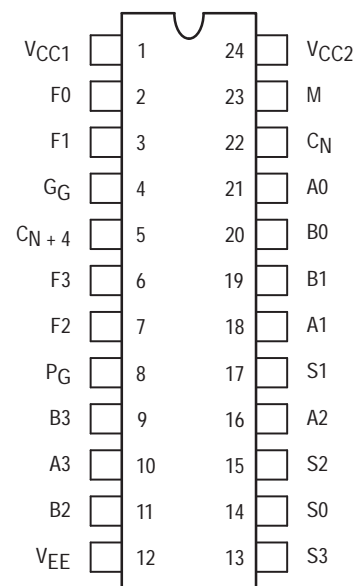 VCC1 1 24 VCC2
F0 2 23 M
F1 3 22 CN
GG 4 21 A0
CN + 4 5 20 B0
F3 6 19 B1
F2 7 18 A1
PG 8 17 S1
B3 9 16 A2
A3 10 15 S2
B2 11 14 S0
VEE 12 13 S3